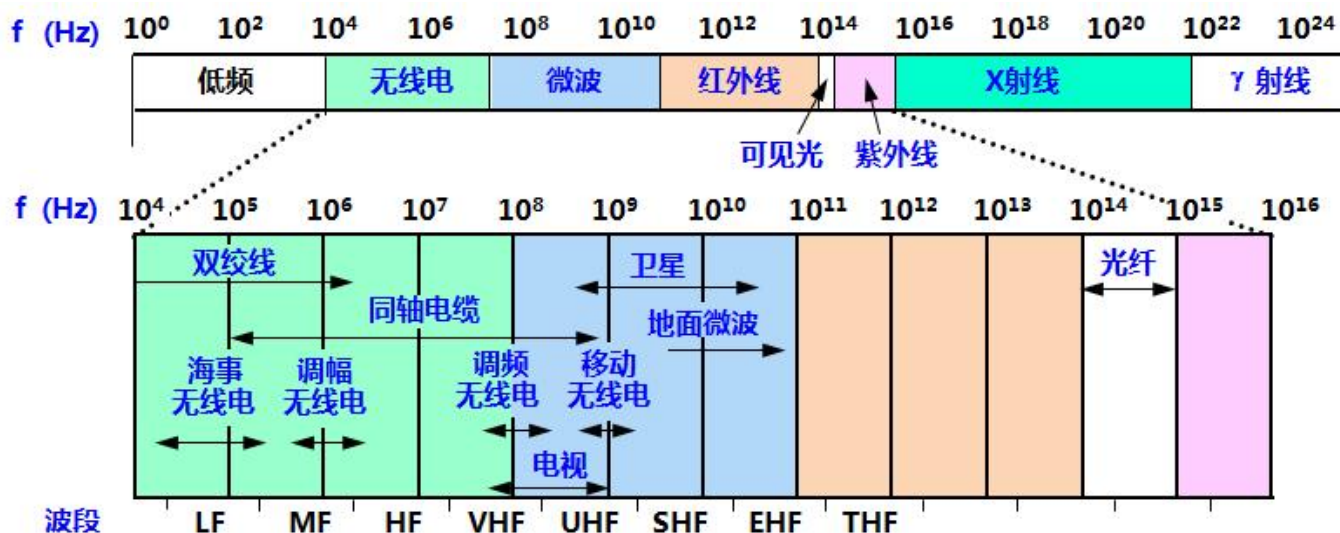 f (Hz) 10⁰ 10² 10⁴ 10⁶ 10⁸ 10¹⁰ 10¹² 10¹⁴ 10¹⁶ 10¹⁸ 10²⁰ 10²² 10²⁴
低频 无线电 微波 红外线 X射线 γ 射线
可见光 紫外线
f (Hz) 10⁴ 10⁵ 10⁶ 10⁷ 10⁸ 10⁹ 10¹⁰ 10¹¹ 10¹² 10¹³ 10¹⁴ 10¹⁵ 10¹⁶
双绞线 卫星 光纤
同轴电缆 地面微波
海事 调幅 调频 移动
无线电 无线电 无线电 无线电
电视
波段 LF MF HF VHF UHF SHF EHF THF